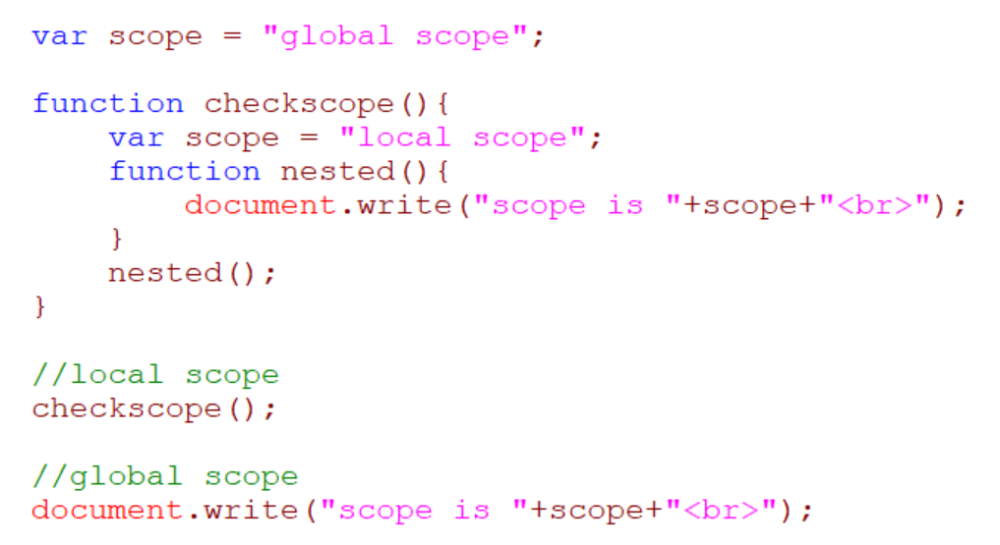 var scope = "global scope";
function checkscope(){
    var scope = "local scope";
    function nested(){
        document.write("scope is "+scope+"<br>");
    }
    nested();
}
//local scope
checkscope();
//global scope
document.write("scope is "+scope+"<br>");